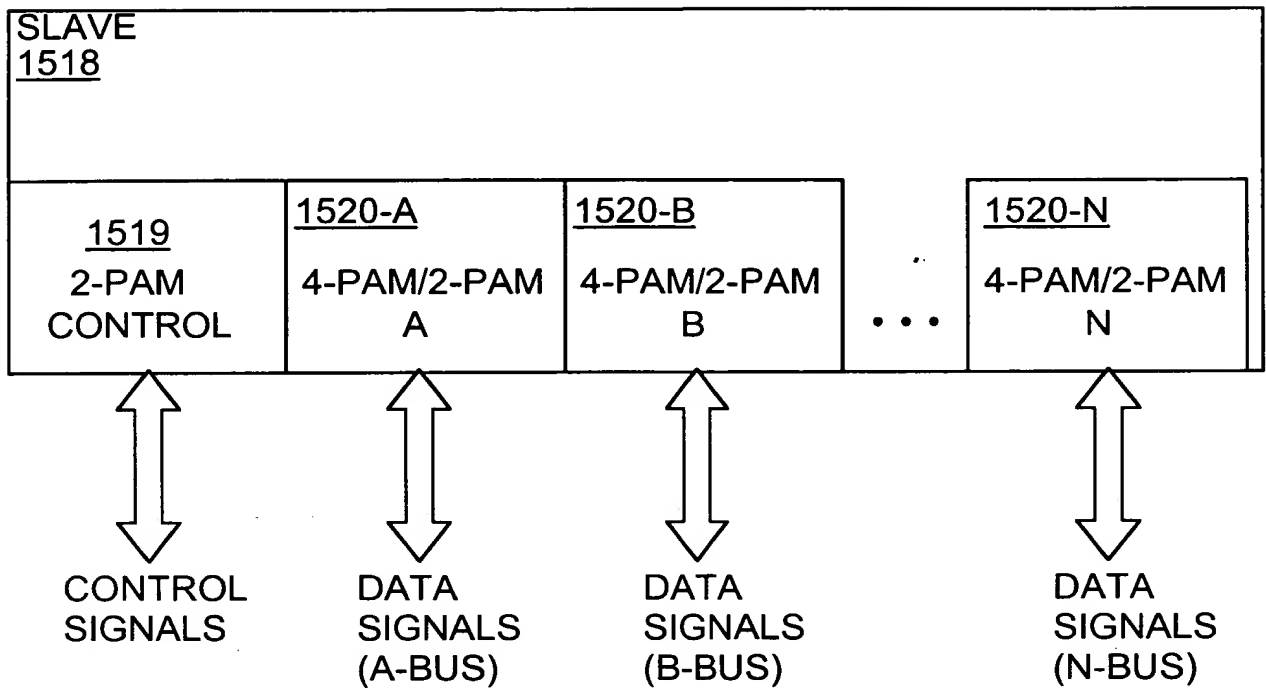 SLAVE
1518
1519
2-PAM
CONTROL
1520-A
4-PAM/2-PAM
A
1520-B
4-PAM/2-PAM
B
• • •
1520-N
4-PAM/2-PAM
N
CONTROL
SIGNALS
DATA
SIGNALS
(A-BUS)
DATA
SIGNALS
(B-BUS)
DATA
SIGNALS
(N-BUS)